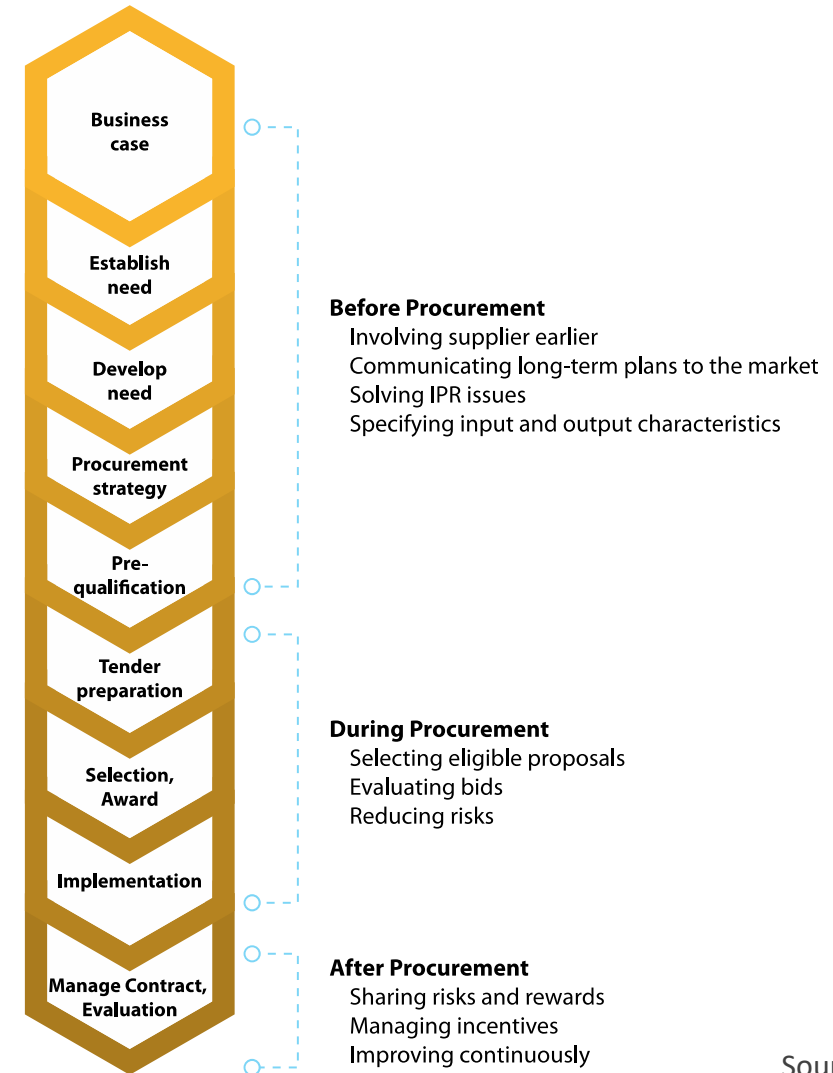 Business
case
Establish
need
Develop
need
Procurement
strategy
Pre-
qualification
Tender
preparation
Selection,
Award
Implementation
Manage Contract,
Evaluation
Before Procurement
Involving supplier earlier
Communicating long-term plans to the market
Solving IPR issues
Specifying input and output characteristics
During Procurement
Selecting eligible proposals
Evaluating bids
Reducing risks
After Procurement
Sharing risks and rewards
Managing incentives
Improving continuously